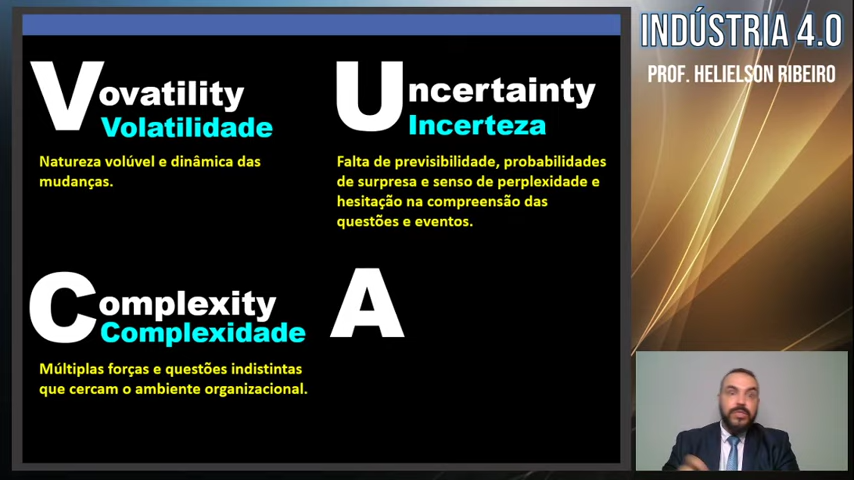 INDÚSTRIA 4.0
PROF. HELIELSON RIBEIRO
Vovatility
Volatilidade
Natureza volúvel e dinâmica das
mudanças.
Uncertainty
Incerteza
Falta de previsibilidade, probabilidades
de surpresa e senso de perplexidade e
hesitação na compreensão das
questões e eventos.
Complexity
Complexidade
Múltiplas forças e questões indistintas
que cercam o ambiente organizacional.
A